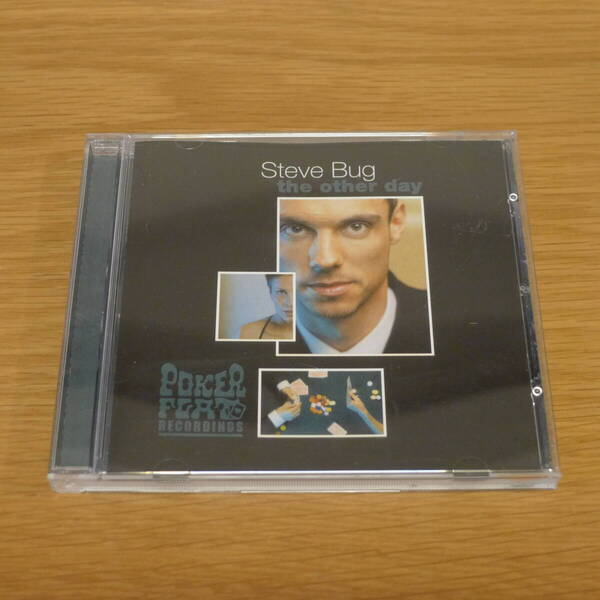 Steve Bug
the other day
POKER
FLAT
RECORDINGS